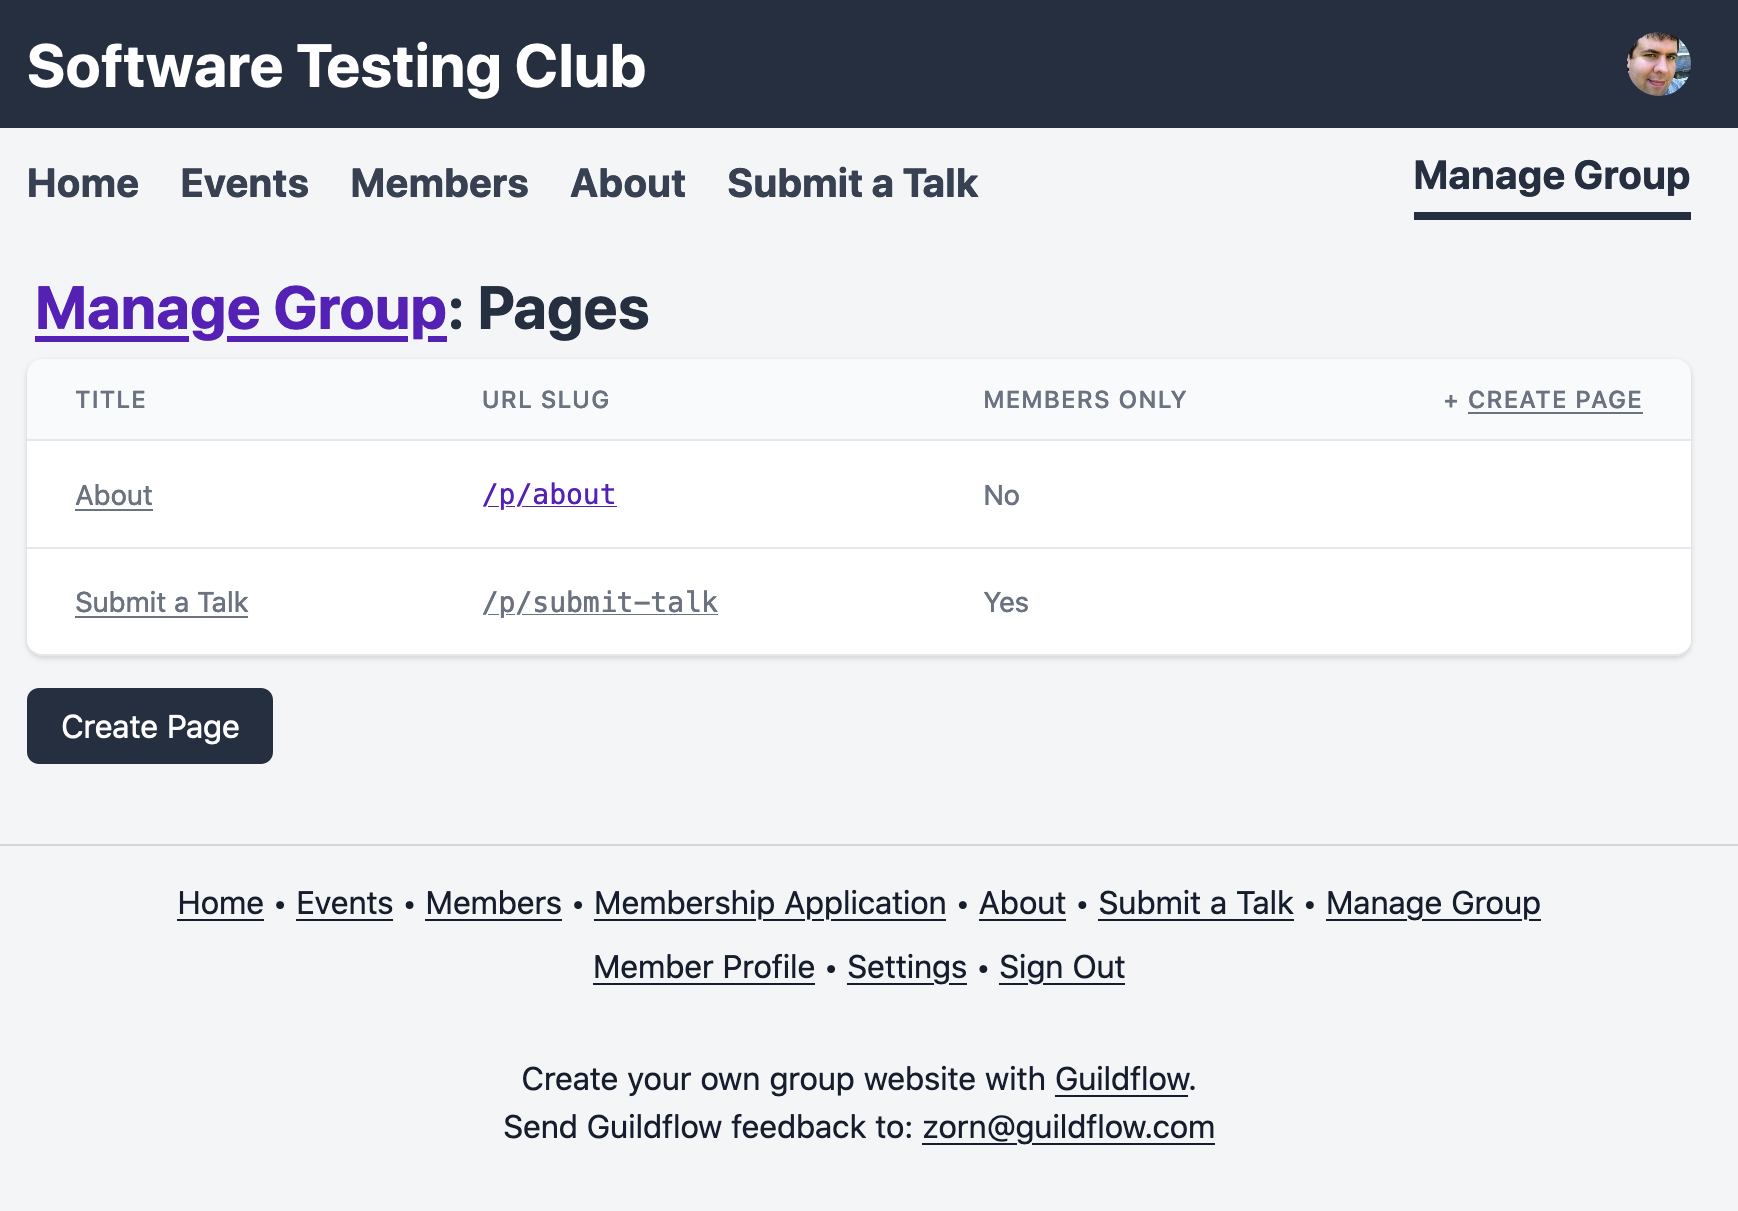 Software Testing Club
Home Events Members About Submit a Talk Manage Group
Manage Group: Pages
TITLE URL SLUG MEMBERS ONLY + CREATE PAGE
About /p/about No
Submit a Talk /p/submit-talk Yes
Create Page
Home • Events • Members • Membership Application • About • Submit a Talk • Manage Group
Member Profile • Settings • Sign Out
Create your own group website with Guildflow.
Send Guildflow feedback to: zorn@guildflow.com